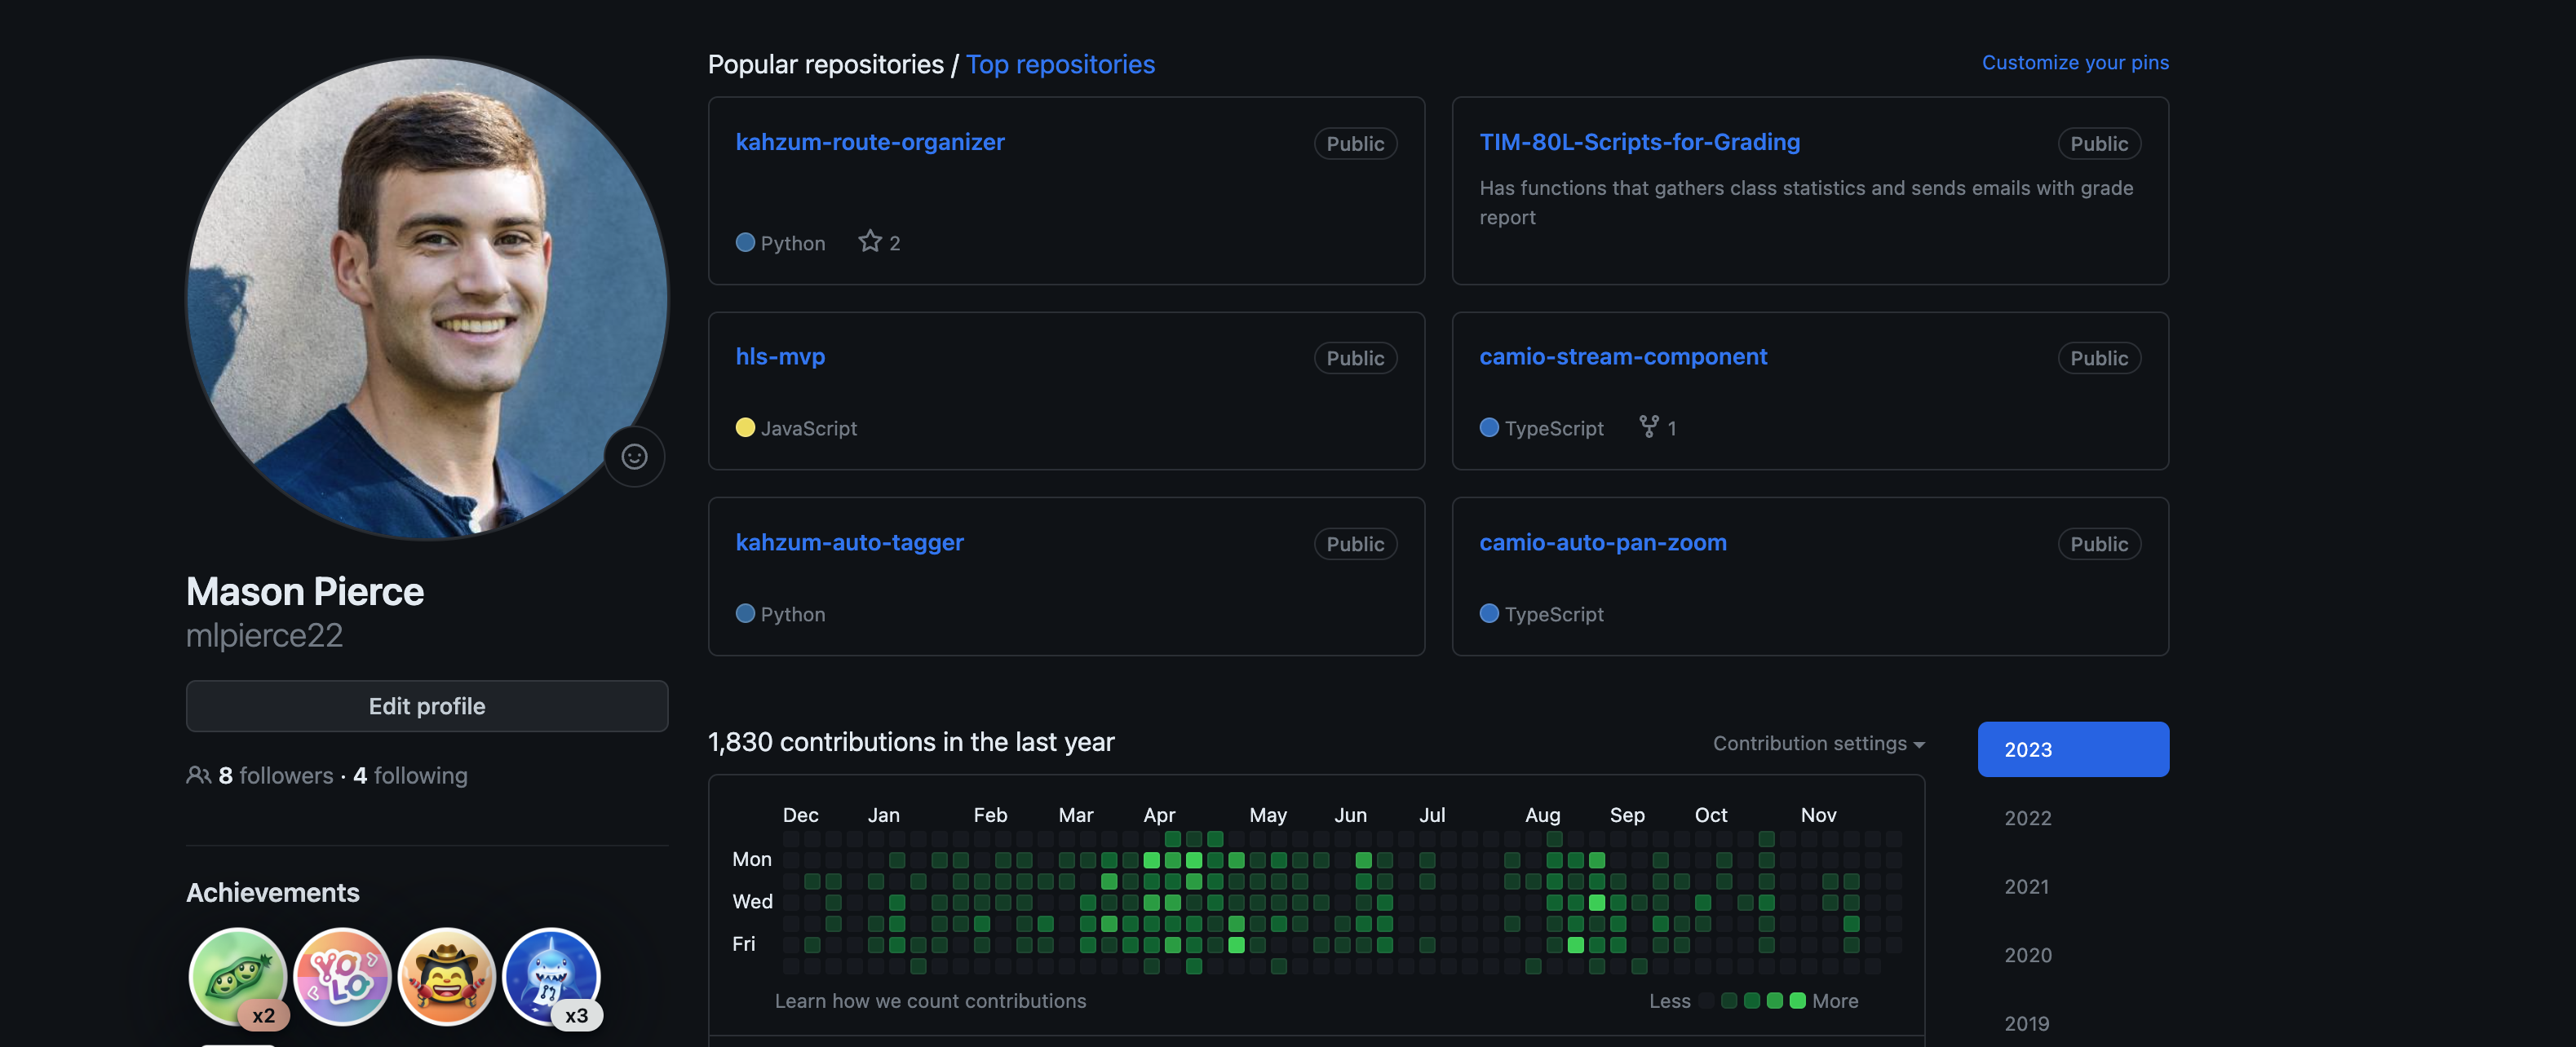 Popular repositories / Top repositories
Customize your pins
kahzum-route-organizer
Public
Python
2
TIM-80L-Scripts-for-Grading
Public
Has functions that gathers class statistics and sends emails with grade
report
hls-mvp
Public
JavaScript
camio-stream-component
Public
TypeScript
1
kahzum-auto-tagger
Public
Python
camio-auto-pan-zoom
Public
TypeScript
Mason Pierce
mlpierce22
Edit profile
8 followers · 4 following
Achievements
YOLO
x2
x3
1,830 contributions in the last year
Contribution settings
Dec Jan Feb Mar Apr May Jun Jul Aug Sep Oct Nov
Mon
Wed
Fri
Learn how we count contributions
Less More
2023
2022
2021
2020
2019